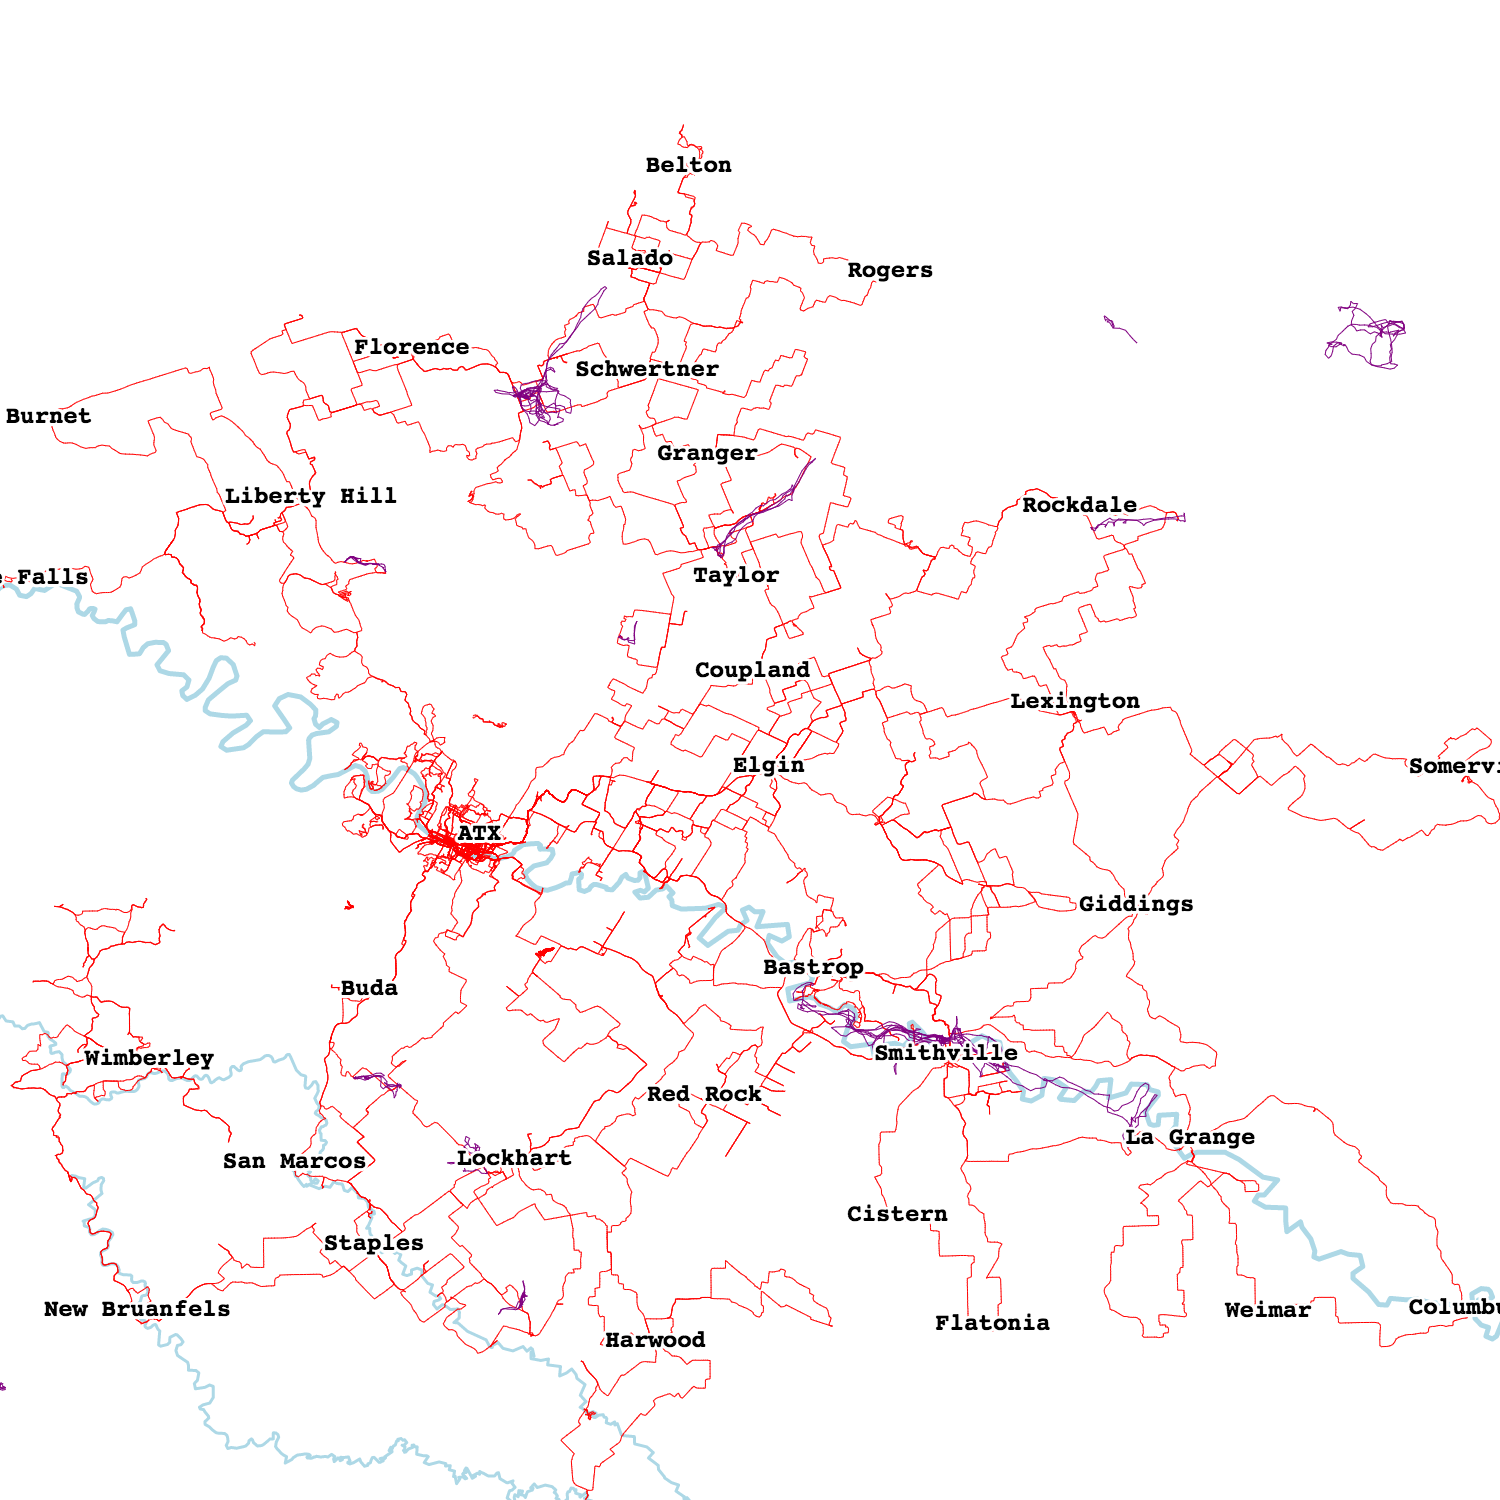 Belton
Salado
Rogers
Florence
Schwertner
Burnet
Granger
Liberty Hill
Rockdale
e Falls
Taylor
Coupland
Lexington
Elgin
Somervi
ATX
Giddings
Bastrop
Buda
Smithville
Wimberley
Red Rock
La Grange
San Marcos
Lockhart
Cistern
Staples
New Bruanfels
Weimar
Columbu
Flatonia
Harwood